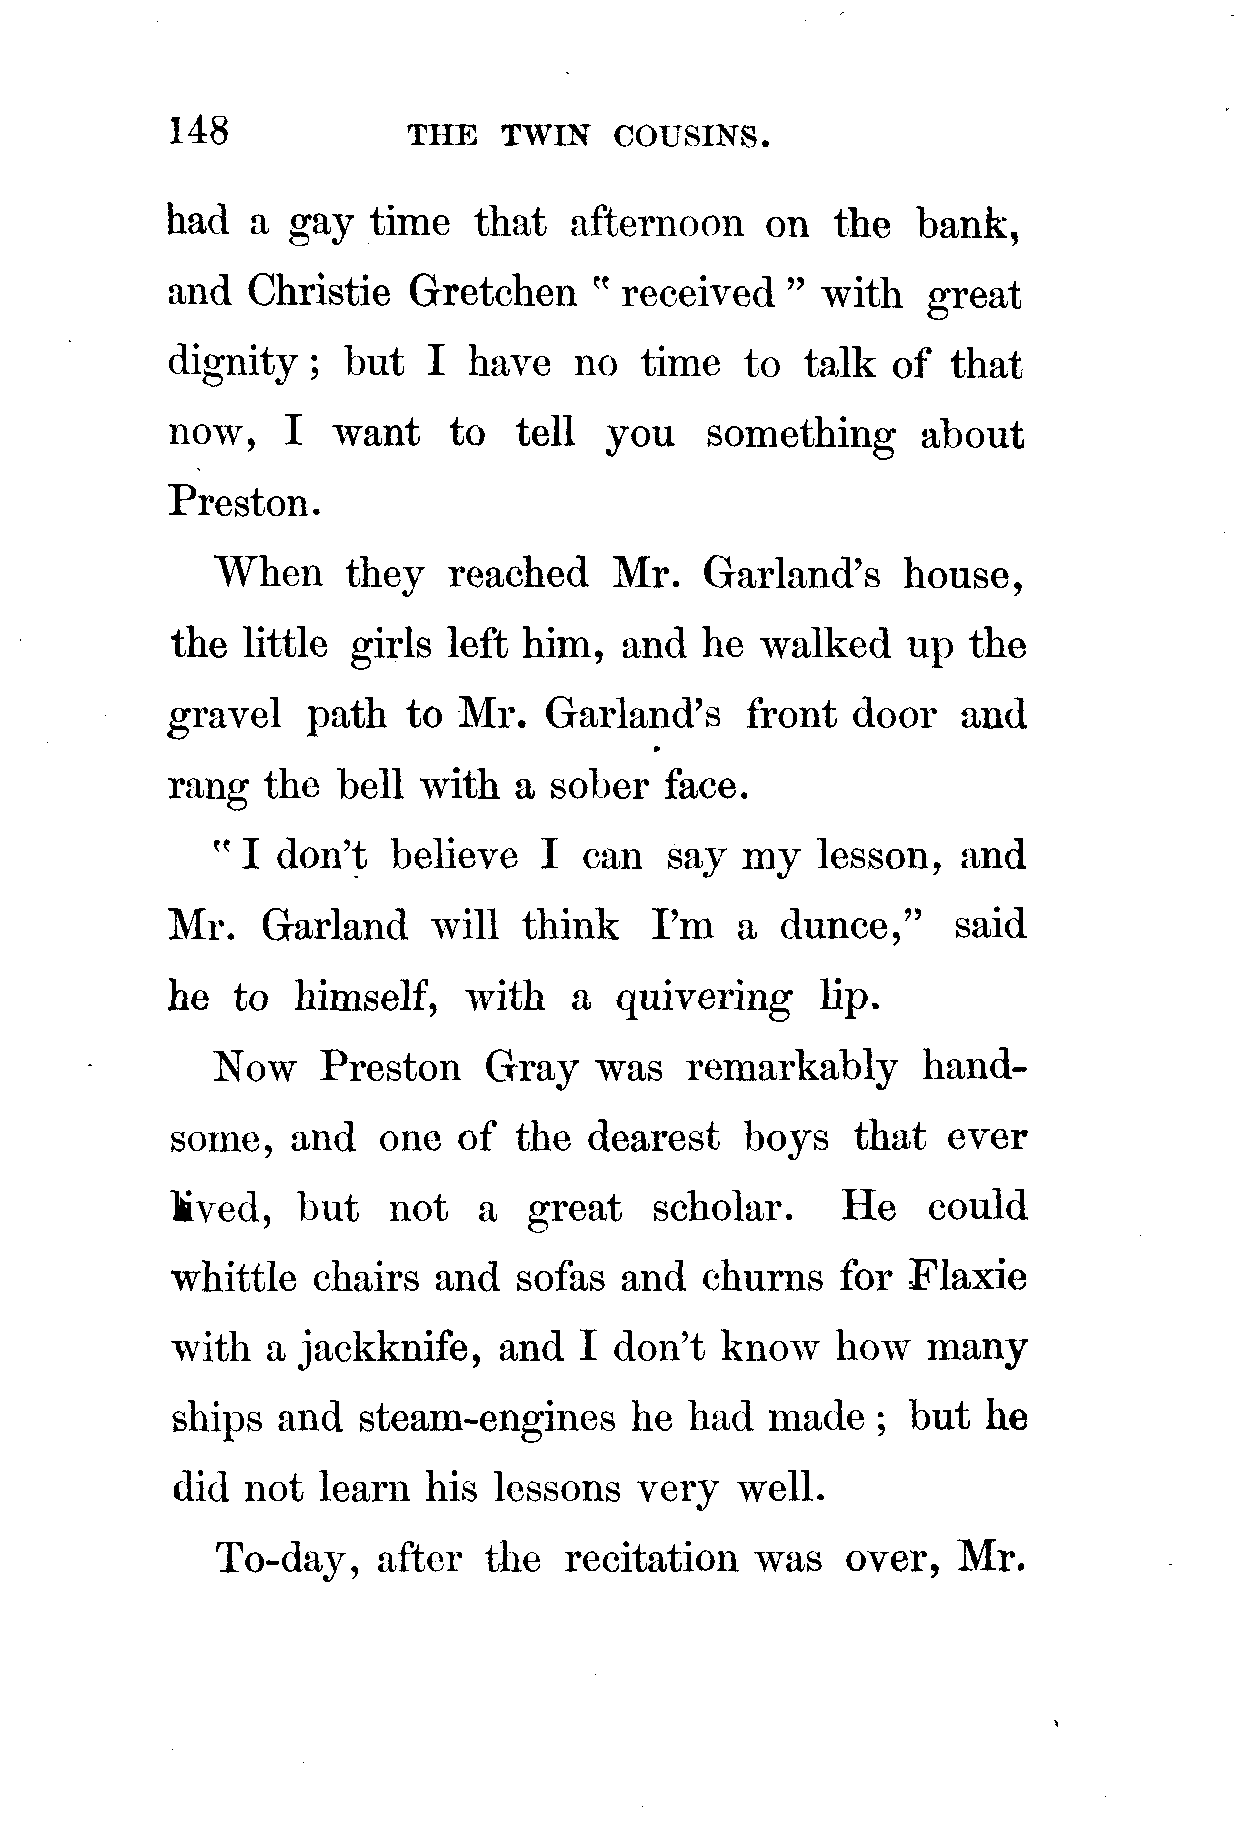 148 THE TWIN COUSINS.
had a gay time that afternoon on the bank,
and Christie Gretchen " received " with great
dignity ; but I have no time to talk of that
now, I want to tell you something about
Preston.
When they reached Mr. Garland's house,
the little girls left him, and he walked up the
gravel path to Mr. Garland's front door and
rang the bell with a sober face.
" I don't believe I can say my lesson, and
Mr. Garland will think I'm a dunce," said
he to himself, with a quivering lip.
Now Preston Gray was remarkably hand-
some, and one of the dearest boys that ever
lived, but not a great scholar. He could
whittle chairs and sofas and churns for Flaxie
with a jackknife, and I don't know how many
ships and steam-engines he had made ; but he
did not learn his lessons very well.
To-day, after the recitation was over, Mr.